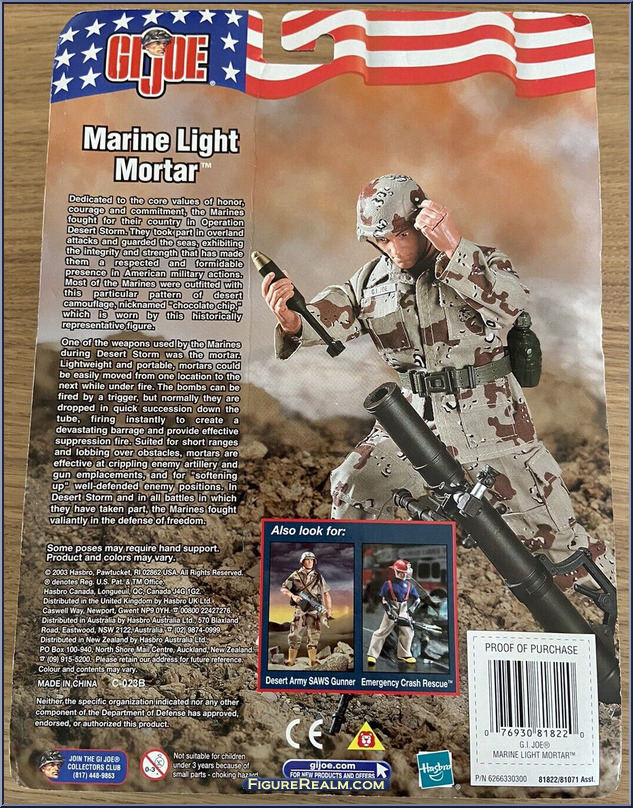 GI JOE®
Marine Light
Mortar™
Dedicated to the core values of honor,
courage and commitment, the Marines
fought for their country in Operation
Desert Storm. They took part in overland
attacks and guarded the seas, exhibiting
the integrity and strength that has made
them a respected and formidable
presence in American military actions.
Most of the Marines were outfitted with
this particular pattern of desert
camouflage, nicknamed "chocolate chip,"
which is worn by this historically
representative figure.
One of the weapons used by the Marines
during Desert Storm was the mortar.
Lightweight and portable, mortars could
be easily moved from one location to the
next while under fire. The bombs can be
fired by a trigger, but normally they are
dropped in quick succession down the
tube, firing instantly to create a
devastating barrage and provide effective
suppression fire. Suited for short ranges
and lobbing over obstacles, mortars are
effective at crippling enemy artillery and
gun emplacements, and for "softening
up" well-defended enemy positions. In
Desert Storm and in all battles in which
they have taken part, the Marines fought
valiantly in the defense of freedom.
Some poses may require hand support.
Product and colors may vary.
© 2003 Hasbro, Pawtucket, RI 02862 USA. All Rights Reserved.
® denotes Reg. U.S. Pat. & TM Office.
Hasbro Canada, Longueuil, QC, Canada J4G 1G2.
Distributed in the United Kingdom by Hasbro UK Ltd.
Caswell Way, Newport, Gwent NP9 0YH. ☎ 00800 22427276.
Distributed in Australia by Hasbro Australia Ltd., 570 Blaxland
Road, Eastwood, NSW 2122, Australia. ☎ (02) 9874-0999.
Distributed in New Zealand by Hasbro Australia Ltd.,
PO Box 100-940, North Shore Mail Centre, Auckland, New Zealand.
☎ (09) 915-5200. Please retain our address for future reference.
Colour and contents may vary.
MADE IN CHINA C-023B
Neither the specific organization indicated nor any other
component of the Department of Defense has approved,
endorsed, or authorized this product.
JOIN THE GI JOE®
COLLECTORS CLUB
(817) 448-9863
0-3
Not suitable for children
under 3 years because of
small parts - choking hazard.
G.I. JOE
Also look for:
Desert Army SAWS Gunner
Emergency Crash Rescue™
CE
gijoe.com
FOR NEW PRODUCTS AND OFFERS
Hasbro
PROOF OF PURCHASE
0 76930 81822 0
G.I. JOE®
MARINE LIGHT MORTAR™
P/N 6266330300
81822/81071 Asst.
FigureRealm.com